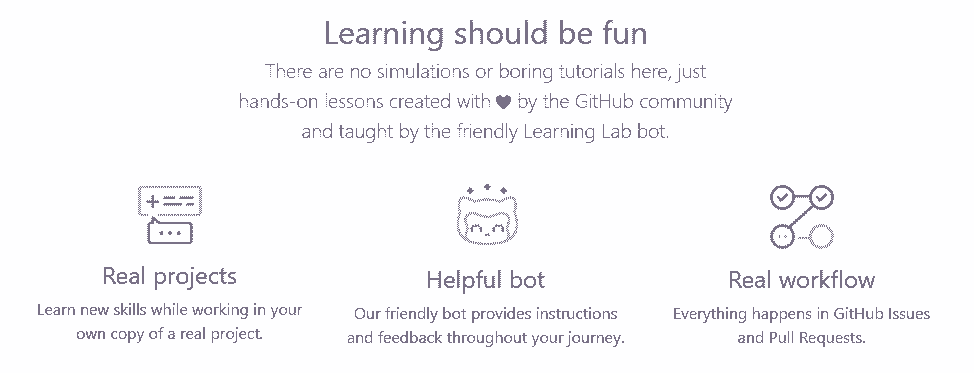 Learning should be fun
There are no simulations or boring tutorials here, just
hands-on lessons created with ♥ by the GitHub community
and taught by the friendly Learning Lab bot.
Real projects
Learn new skills while working in your
own copy of a real project.
Helpful bot
Our friendly bot provides instructions
and feedback throughout your journey.
Real workflow
Everything happens in GitHub Issues
and Pull Requests.